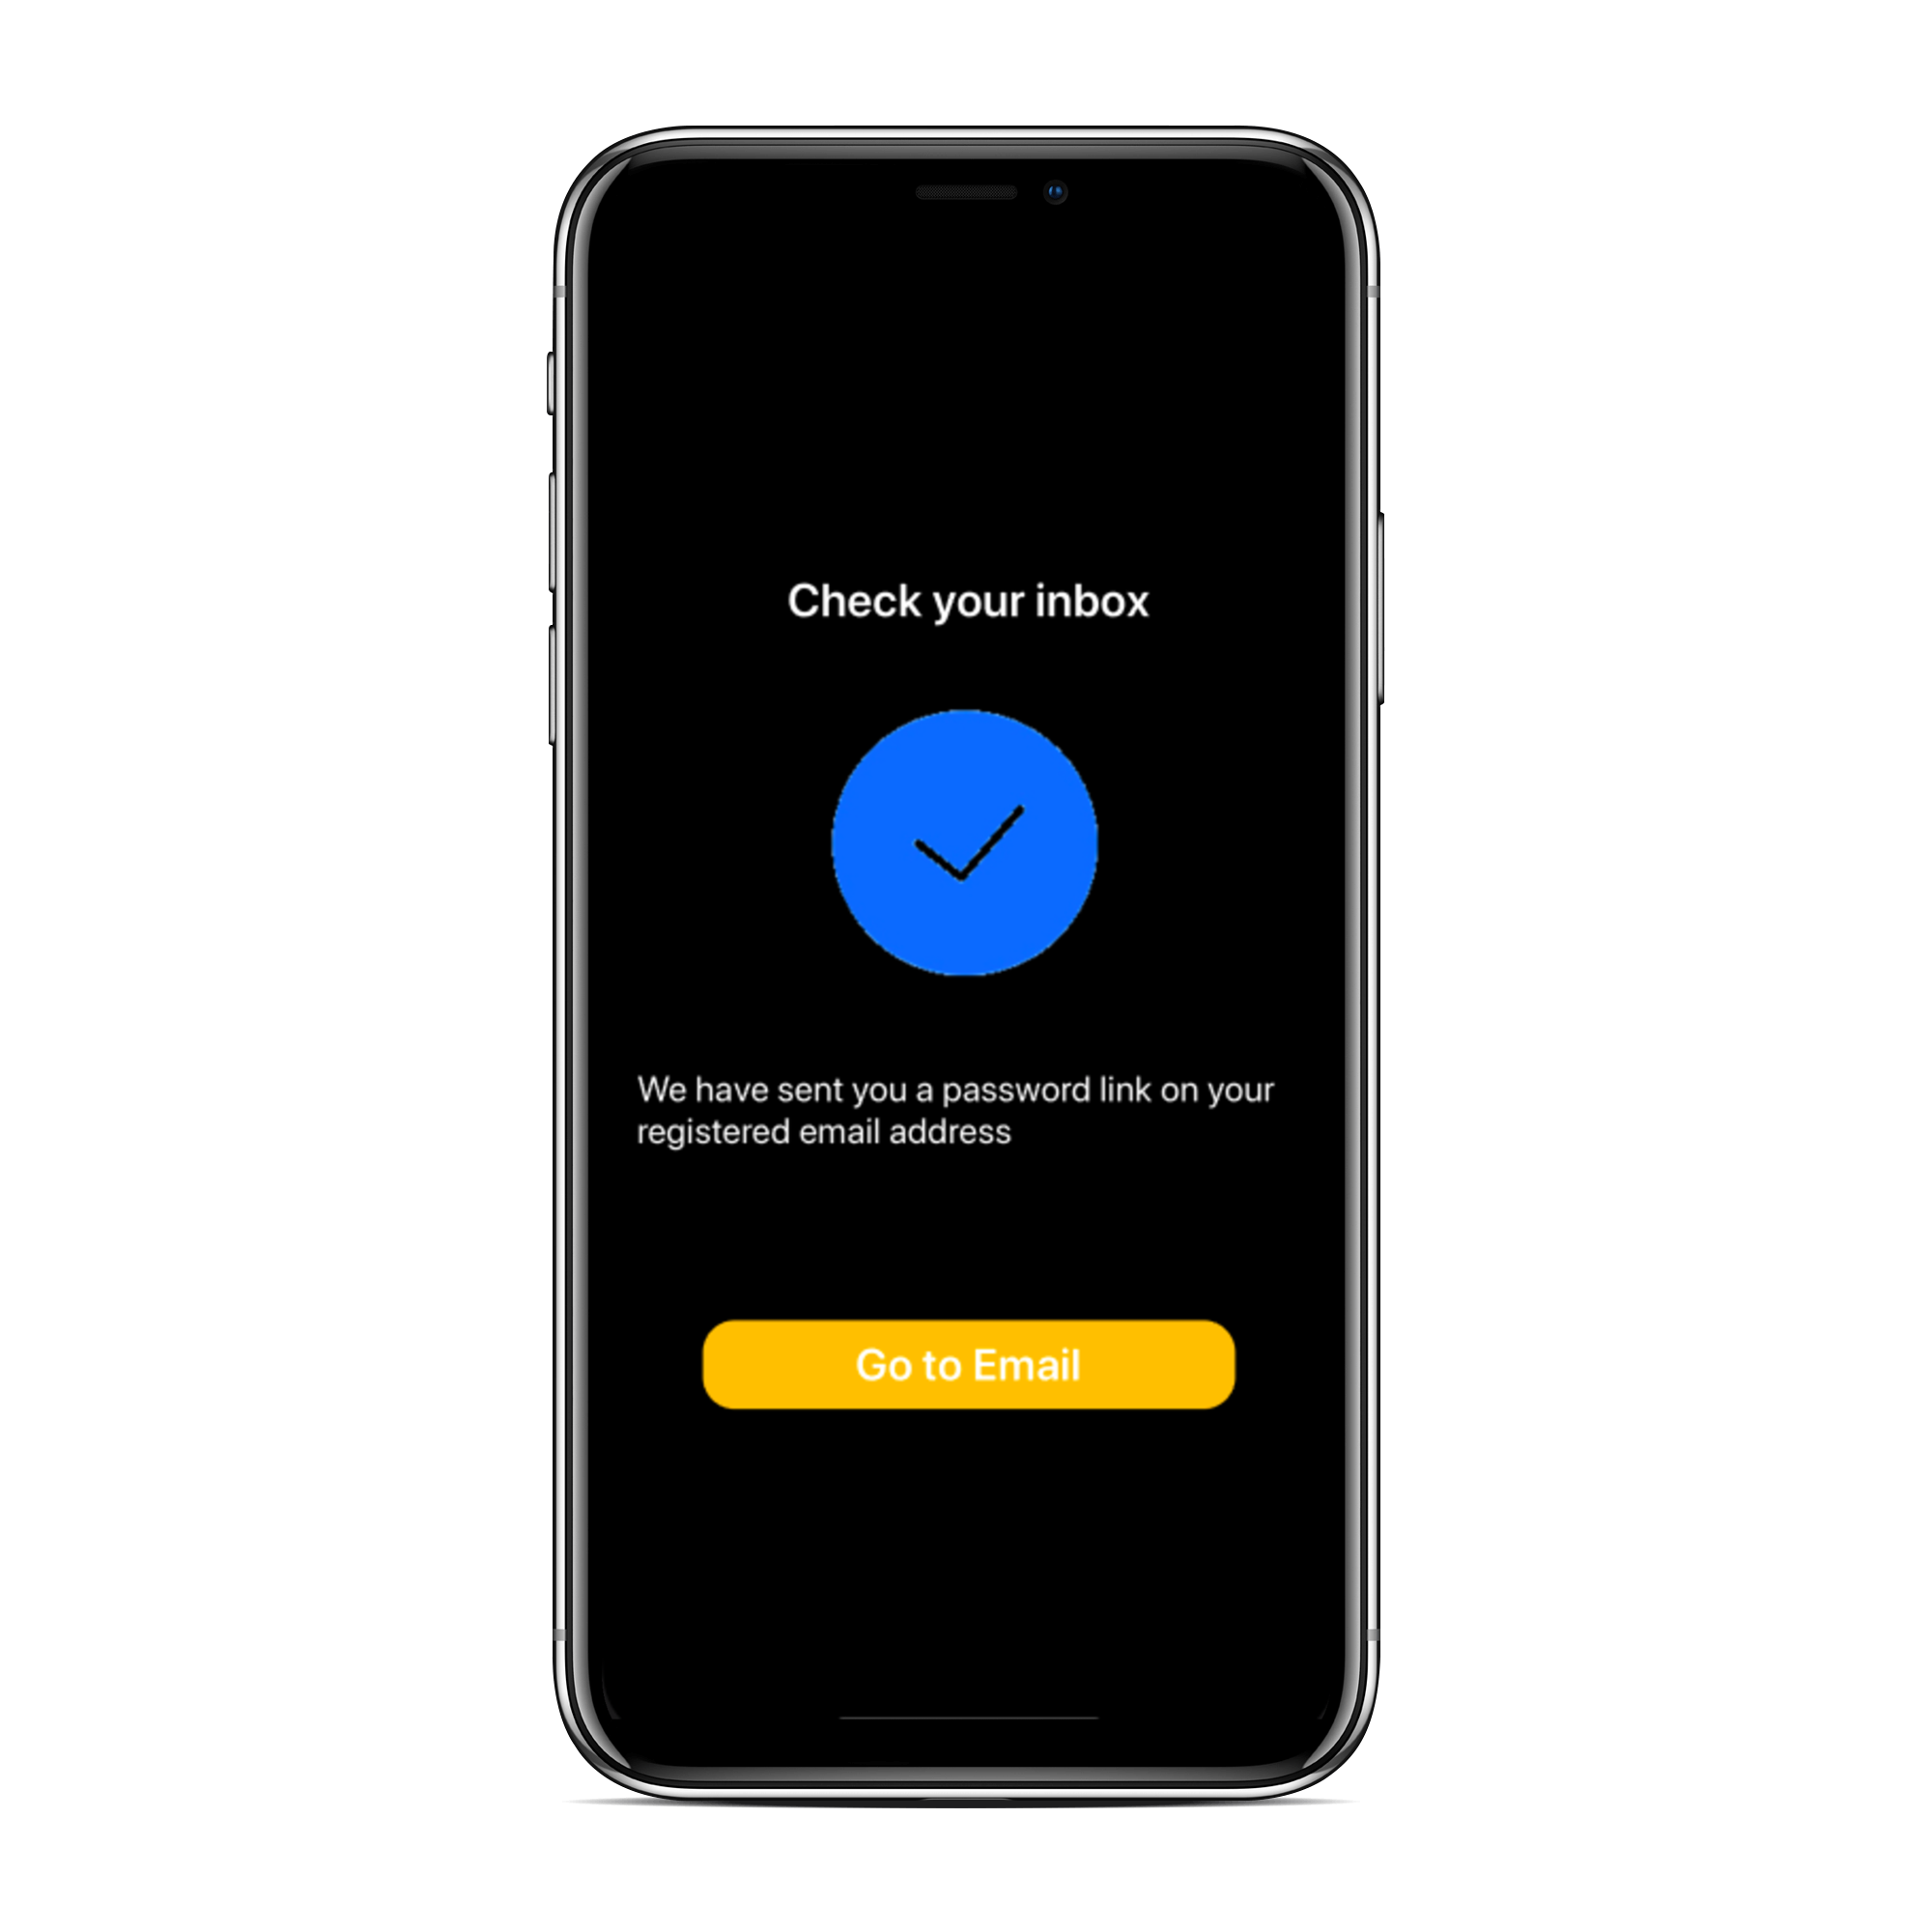 Check your inbox
We have sent you a password link on your
registered email address
Go to Email